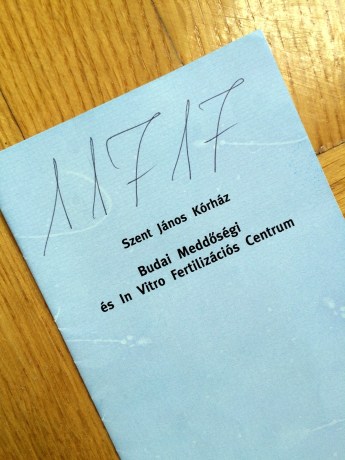 11717
Szent János Kórház
Budai Meddőségi
és In Vitro Fertilizációs Centrum